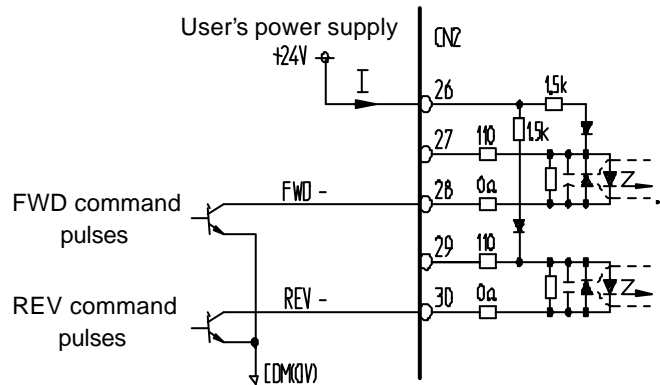 User's power supply
+24V
CN2
I
26
1.5k
1.5k
27
110
FWD -
28
0Ω
FWD command
pulses
29
110
REV -
30
0Ω
REV command
pulses
COM(0V)